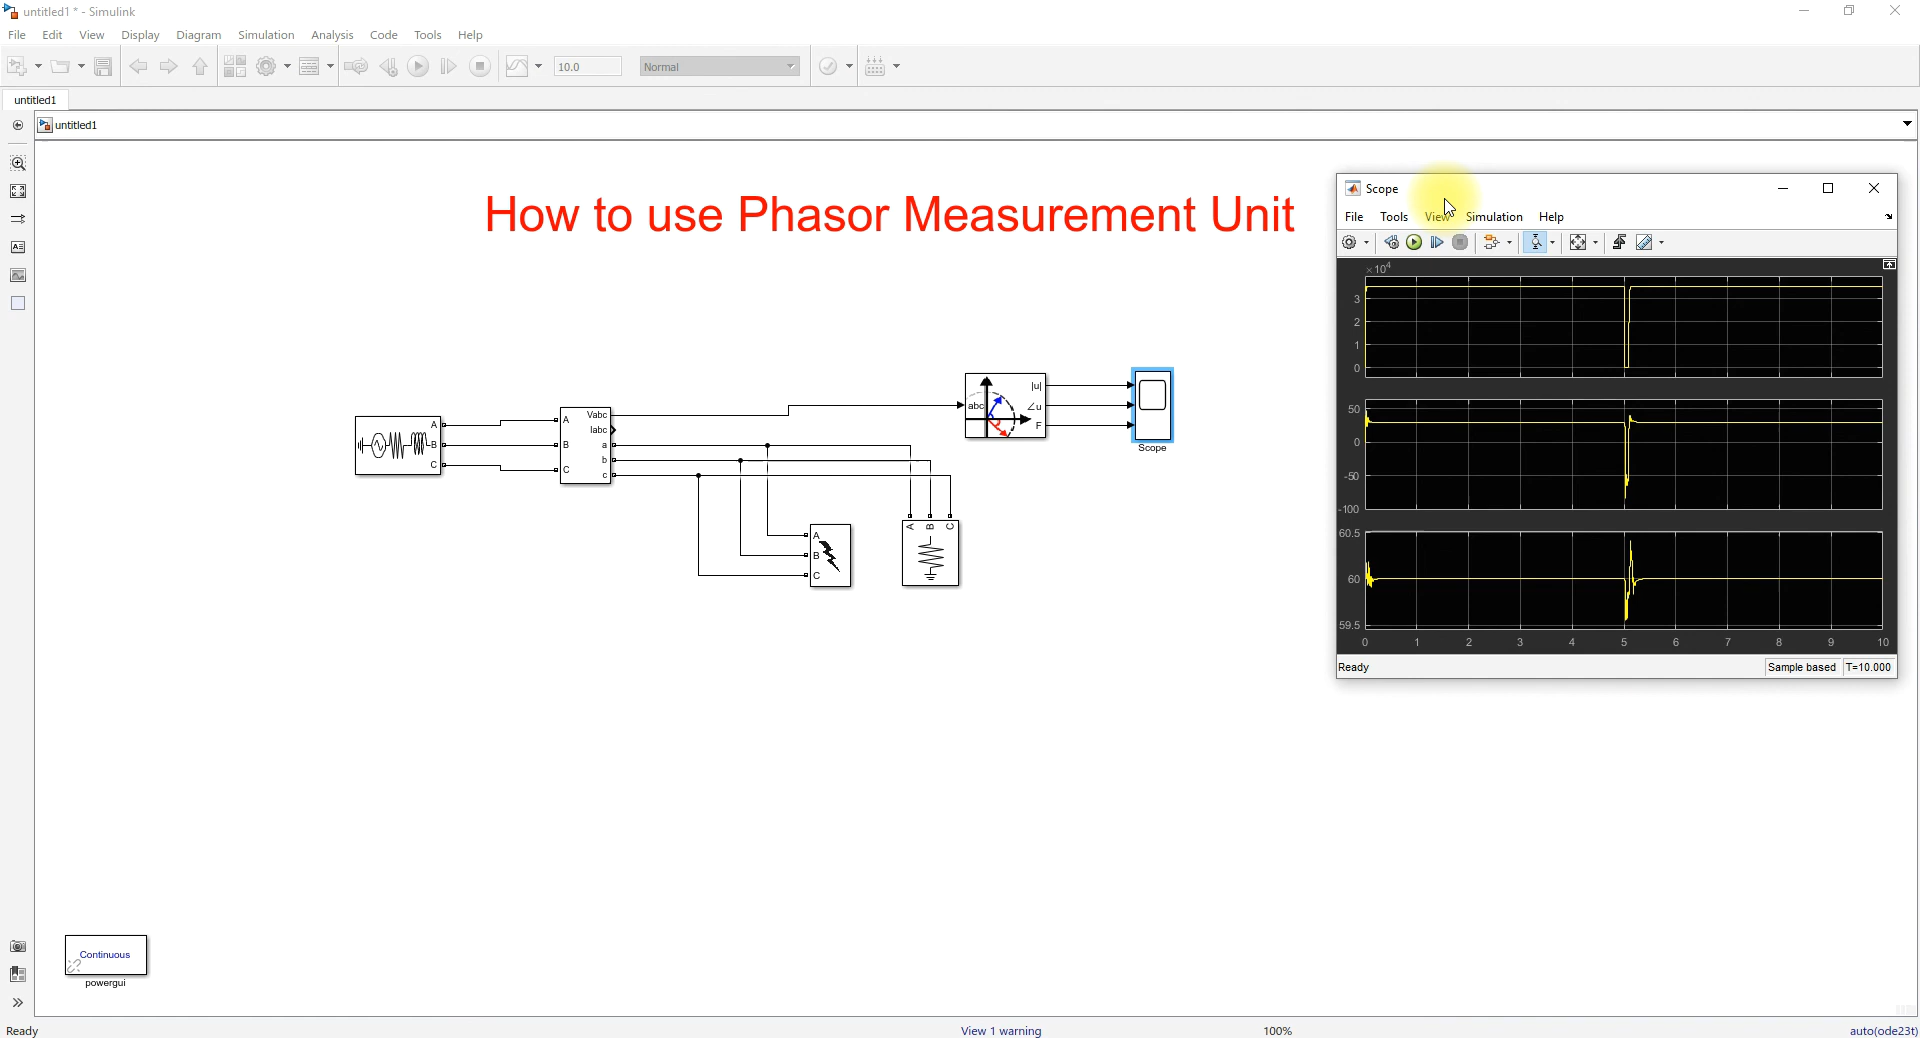 untitled1 * - Simulink
File Edit View Display Diagram Simulation Analysis Code Tools Help
10.0 Normal
untitled1
untitled1
How to use Phasor Measurement Unit
Scope
File Tools View Simulation Help
×10⁴
3
2
1
0
50
0
-50
-100
60.5
60
59.5
0 1 2 3 4 5 6 7 8 9 10
Ready Sample based T=10.000
A
B
C
A
B
C
Vabc
Iabc
a
b
c
abc
|u|
∠u
F
Scope
A
B
C
A B C
Continuous
powergui
Ready View 1 warning 100% auto(ode23t)